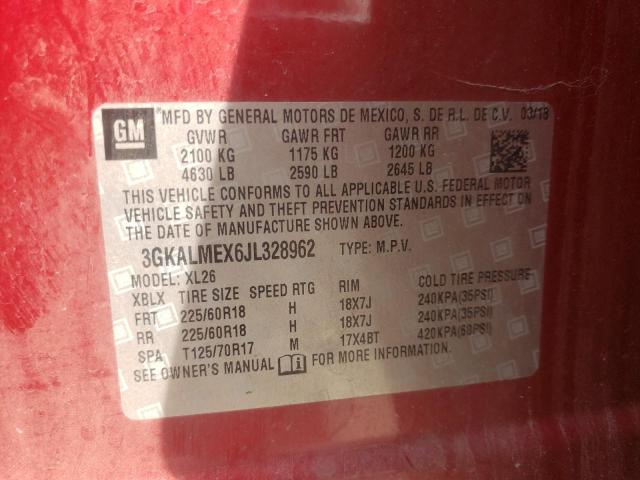 GM
*MFD BY GENERAL MOTORS DE MEXICO, S. DE R.L. DE C.V. 03/18
GVWR GAWR FRT GAWR RR
2100 KG 1175 KG 1200 KG
4630 LB 2590 LB 2645 LB
THIS VEHICLE CONFORMS TO ALL APPLICABLE U.S. FEDERAL MOTOR
VEHICLE SAFETY AND THEFT PREVENTION STANDARDS IN EFFECT ON
THE DATE OF MANUFACTURE SHOWN ABOVE.
3GKALMEX6JL328962 TYPE: M.P.V.
MODEL: XL26
XBLX TIRE SIZE SPEED RTG RIM COLD TIRE PRESSURE
FRT 225/60R18 H 18X7J 240KPA(35PSI)
RR 225/60R18 H 18X7J 240KPA(35PSI)
SPA T125/70R17 M 17X4BT 420KPA(60PSI)
SEE OWNER'S MANUAL i FOR MORE INFORMATION.